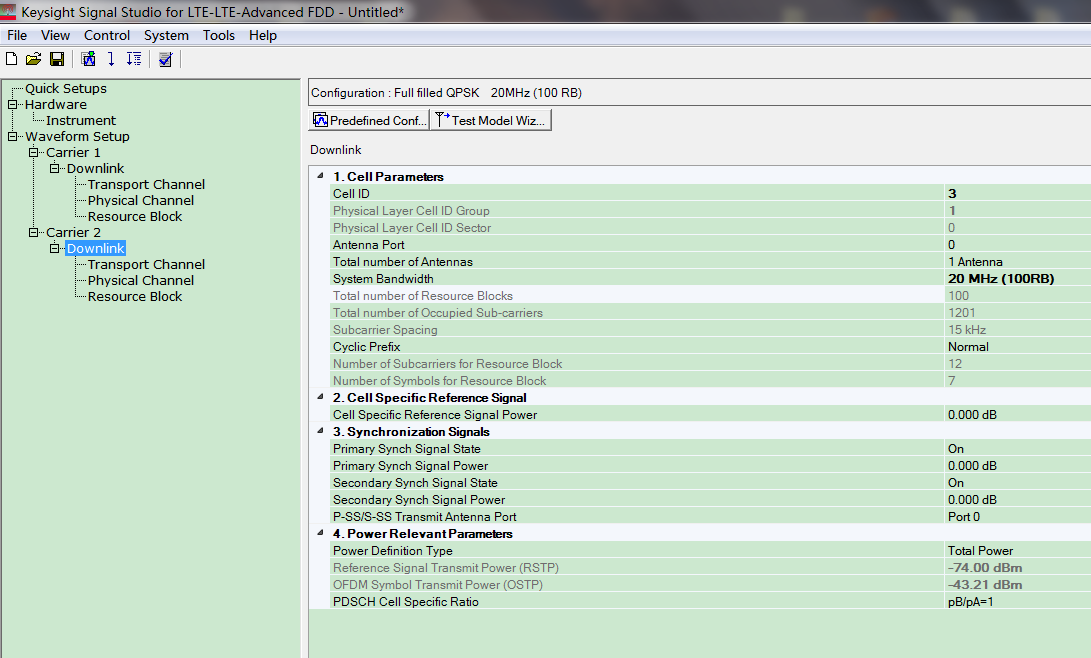 Keysight Signal Studio for LTE-LTE-Advanced FDD - Untitled*
File View Control System Tools Help
Quick Setups
Hardware
Instrument
Waveform Setup
Carrier 1
Downlink
Transport Channel
Physical Channel
Resource Block
Carrier 2
Downlink
Transport Channel
Physical Channel
Resource Block
Configuration : Full filled QPSK 20MHz (100 RB)
Predefined Conf... Test Model Wiz...
Downlink
1. Cell Parameters
Cell ID 3
Physical Layer Cell ID Group 1
Physical Layer Cell ID Sector 0
Antenna Port 0
Total number of Antennas 1 Antenna
System Bandwidth 20 MHz (100RB)
Total number of Resource Blocks 100
Total number of Occupied Sub-carriers 1201
Subcarrier Spacing 15 kHz
Cyclic Prefix Normal
Number of Subcarriers for Resource Block 12
Number of Symbols for Resource Block 7
2. Cell Specific Reference Signal
Cell Specific Reference Signal Power 0.000 dB
3. Synchronization Signals
Primary Synch Signal State On
Primary Synch Signal Power 0.000 dB
Secondary Synch Signal State On
Secondary Synch Signal Power 0.000 dB
P-SS/S-SS Transmit Antenna Port Port 0
4. Power Relevant Parameters
Power Definition Type Total Power
Reference Signal Transmit Power (RSTP) -74.00 dBm
OFDM Symbol Transmit Power (OSTP) -43.21 dBm
PDSCH Cell Specific Ratio pB/pA=1